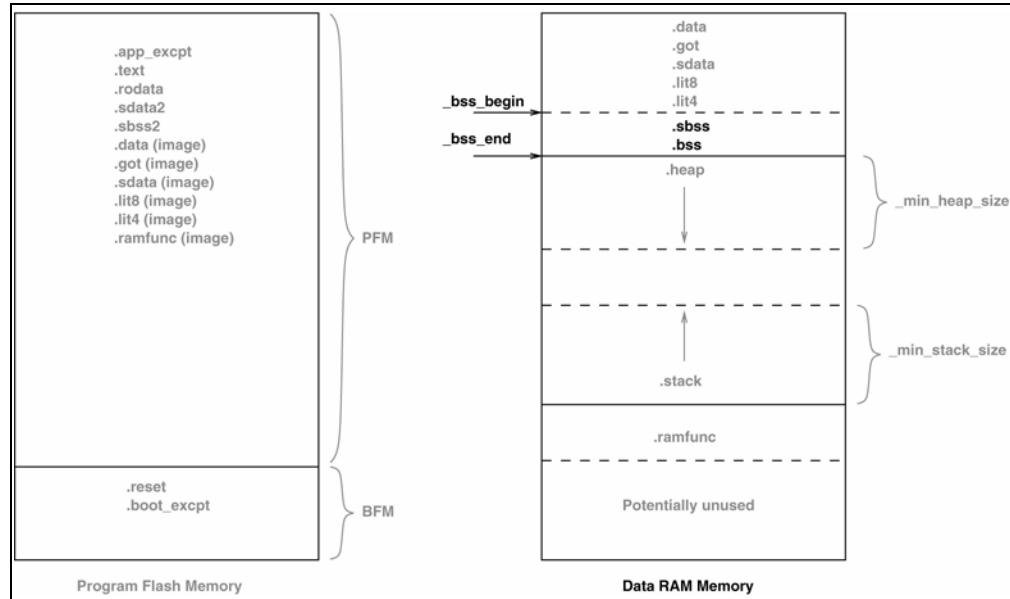 .app_excpt
.text
.rodata
.sdata2
.sbss2
.data (image)
.got (image)
.sdata (image)
.lit8 (image)
.lit4 (image)
.ramfunc (image)
PFM
.reset
.boot_excpt
BFM
Program Flash Memory
.data
.got
.sdata
.lit8
.lit4
_bss_begin
.sbss
.bss
_bss_end
.heap
_min_heap_size
_min_stack_size
.stack
.ramfunc
Potentially unused
Data RAM Memory